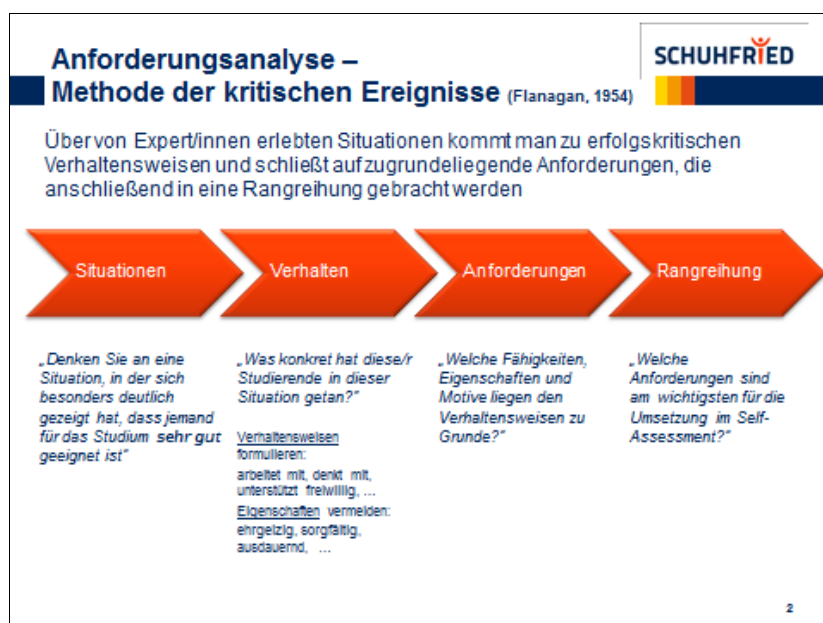 Anforderungsanalyse –
Methode der kritischen Ereignisse (Flanagan, 1954)
SCHUHFRIED
Über von Expert/innen erlebten Situationen kommt man zu erfolgskritischen
Verhaltensweisen und schließt auf zugrundeliegende Anforderungen, die
anschließend in eine Rangreihung gebracht werden
Situationen
Verhalten
Anforderungen
Rangreihung
„Denken Sie an eine
Situation, in der sich
besonders deutlich
gezeigt hat, dass jemand
für das Studium sehr gut
geeignet ist"
„Was konkret hat diese/r
Studierende in dieser
Situation getan?"
Verhaltensweisen
formulieren:
arbeitet mit, denkt mit,
unterstützt freiwillig, ...
Eigenschaften vermeiden:
ehrgeizig, sorgfältig,
ausdauernd, ...
„Welche Fähigkeiten,
Eigenschaften und
Motive liegen den
Verhaltensweisen zu
Grunde?"
„Welche
Anforderungen sind
am wichtigsten für die
Umsetzung im Self-
Assessment?"
2